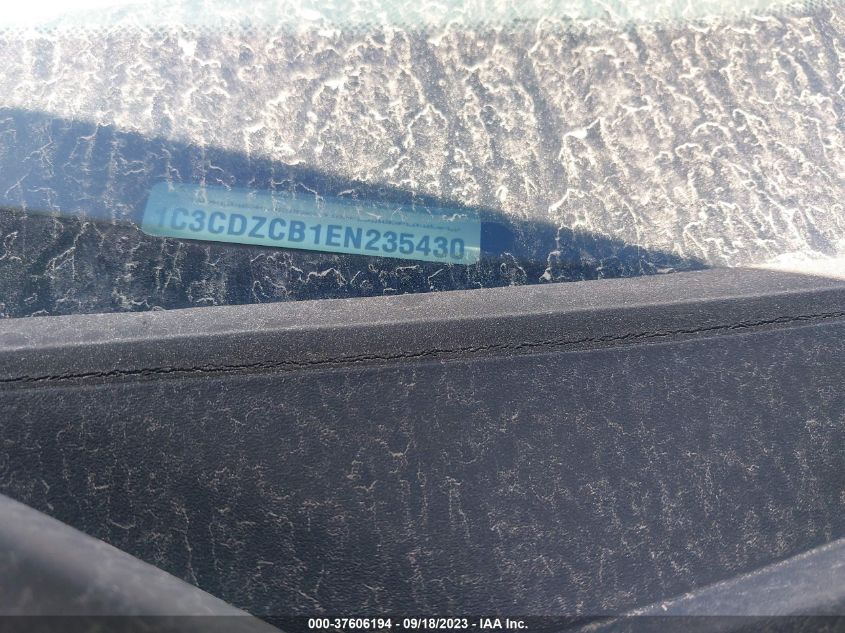 1C3CDZCB1EN235430
000-37606194 - 09/18/2023 - IAA Inc.